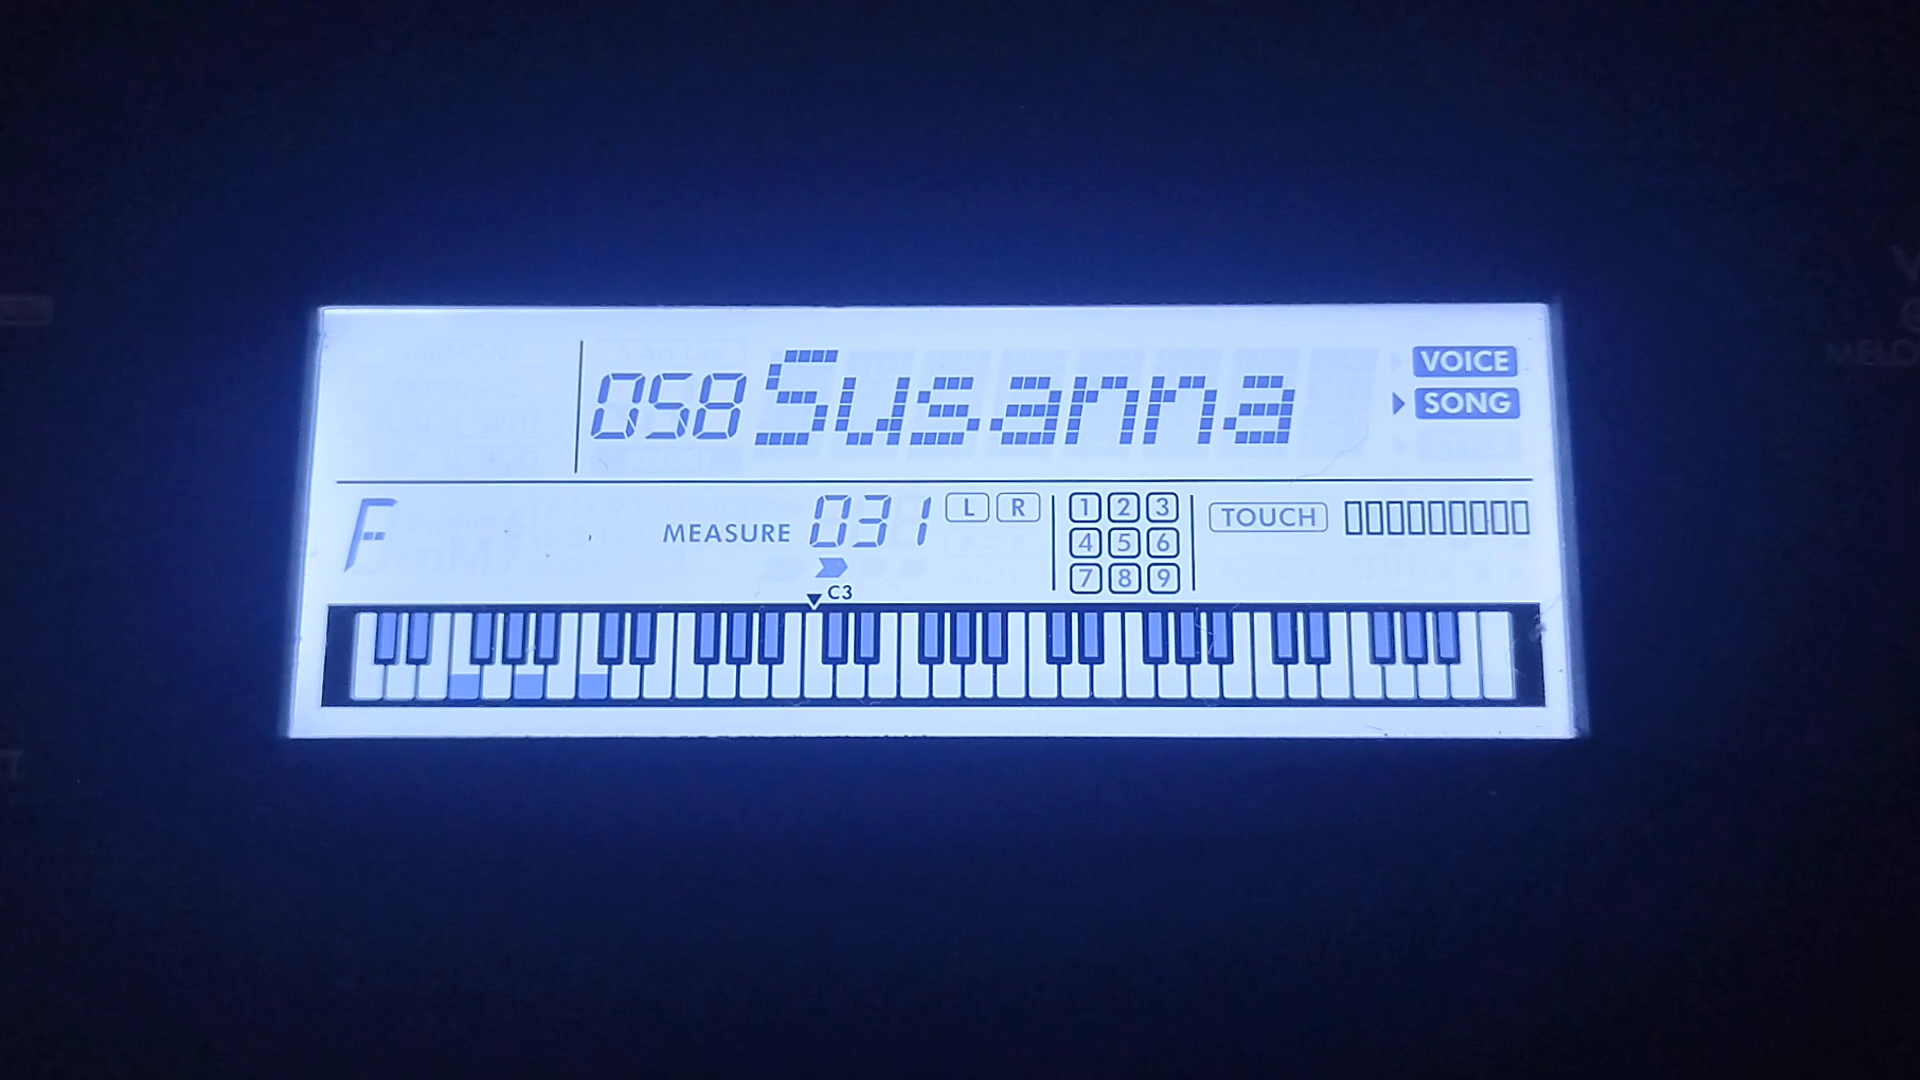 058 Susanna
VOICE
SONG
F
MEASURE 031
L R
1 2 3
4 5 6
7 8 9
TOUCH
C3